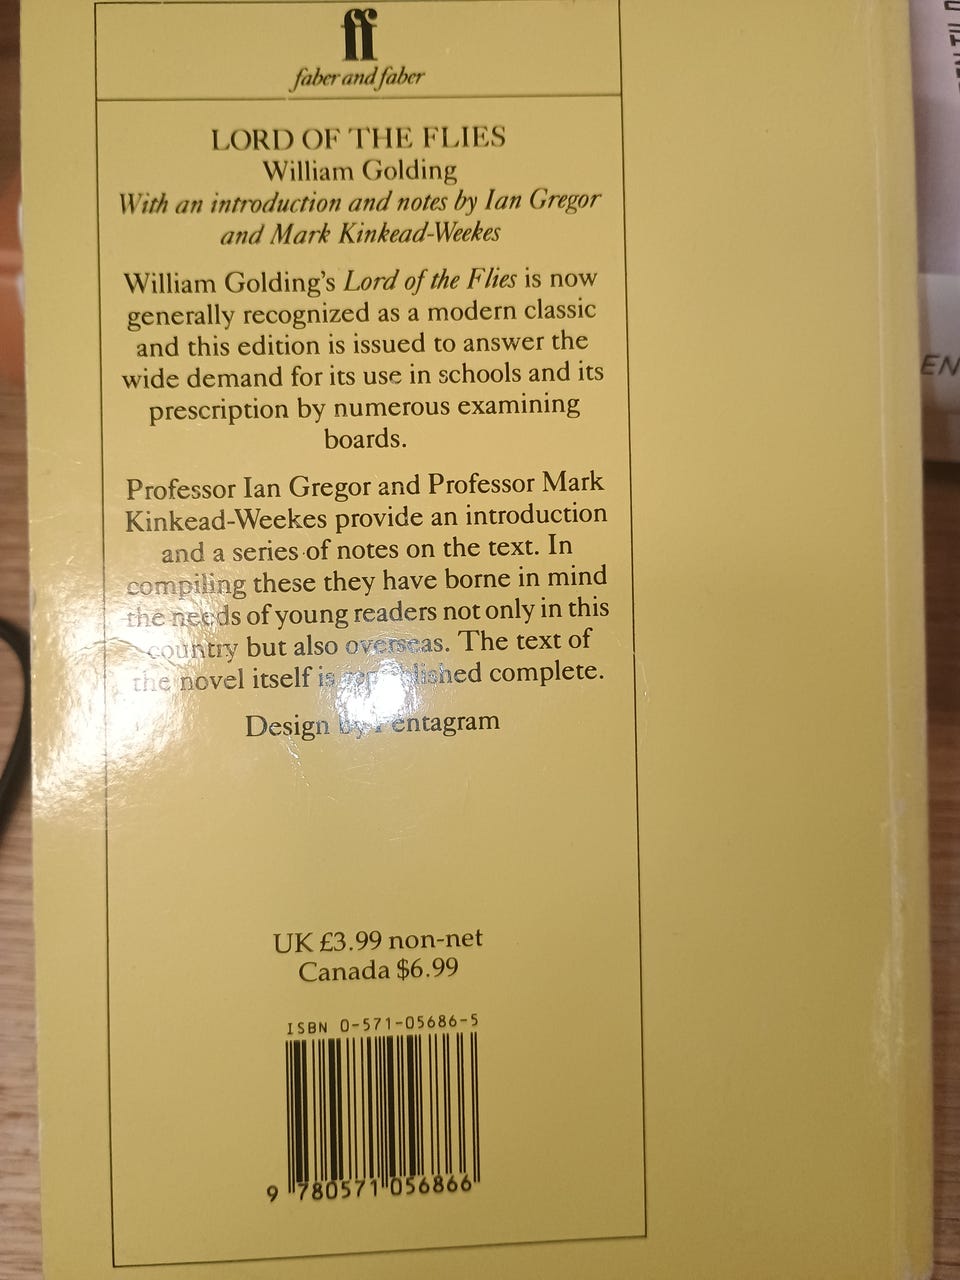 ff
faber and faber
LORD OF THE FLIES
William Golding
With an introduction and notes by Ian Gregor
and Mark Kinkead-Weekes
William Golding's Lord of the Flies is now
generally recognized as a modern classic
and this edition is issued to answer the
wide demand for its use in schools and its
prescription by numerous examining
boards.
Professor Ian Gregor and Professor Mark
Kinkead-Weekes provide an introduction
and a series of notes on the text. In
compiling these they have borne in mind
the needs of young readers not only in this
country but also overseas. The text of
the novel itself is complete.
Design by Pentagram
UK £3.99 non-net
Canada $6.99
ISBN 0-571-05686-5
9 780571 056866
EN